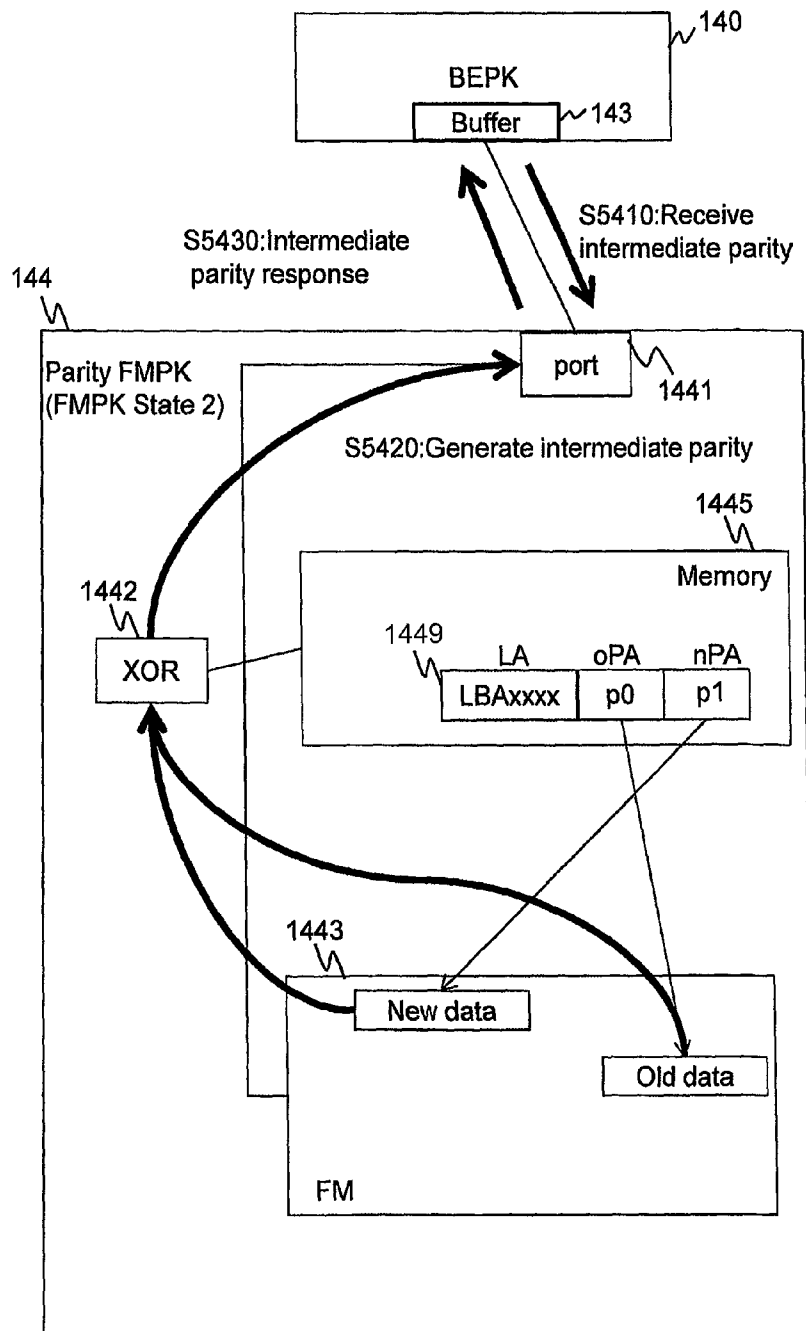 140
BEPK
Buffer
143
S5430:Intermediate
parity response
S5410:Receive
intermediate parity
144
Parity FMPK
(FMPK State 2)
port
1441
S5420:Generate intermediate parity
1445
Memory
1442
XOR
1449
LA oPA nPA
LBAxxxx p0 p1
1443
New data
Old data
FM